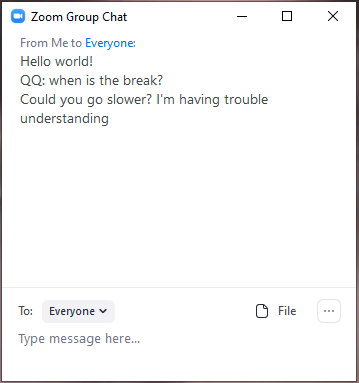 Zoom Group Chat
From Me to Everyone:
Hello world!
QQ: when is the break?
Could you go slower? I'm having trouble
understanding
To: Everyone File
Type message here...